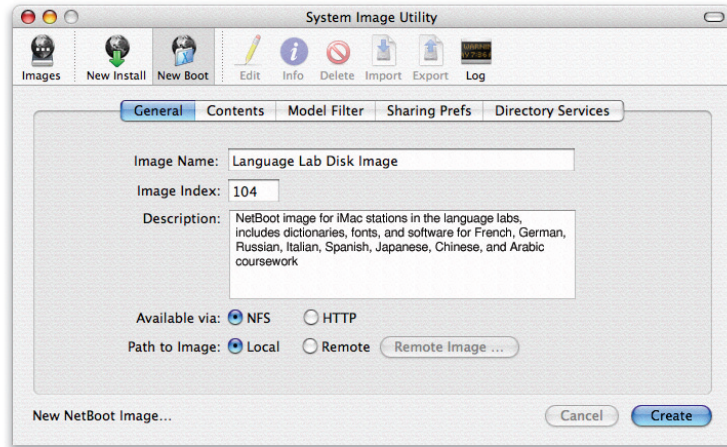 System Image Utility
Images New Install New Boot Edit Info Delete Import Export Log
General Contents Model Filter Sharing Prefs Directory Services
Image Name: Language Lab Disk Image
Image Index: 104
Description: NetBoot image for iMac stations in the language labs,
includes dictionaries, fonts, and software for French, German,
Russian, Italian, Spanish, Japanese, Chinese, and Arabic
coursework
Available via: NFS HTTP
Path to Image: Local Remote Remote Image ...
New NetBoot Image... Cancel Create